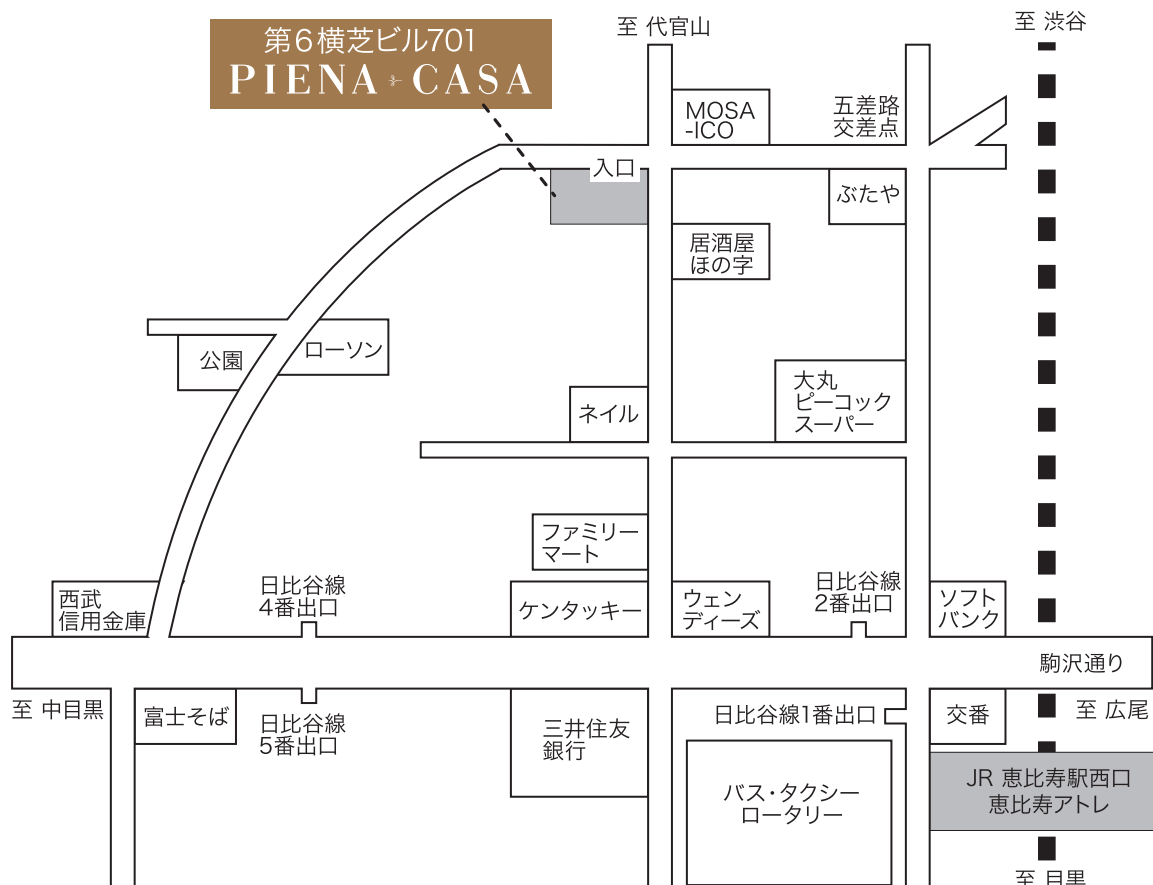 至 代官山
至 渋谷
第6横芝ビル701
PIENA CASA
MOSA
-ICO
五差路
交差点
入口
ぶたや
居酒屋
ほの字
公園
ローソン
大丸
ピーコック
スーパー
ネイル
ファミリー
マート
西武
信用金庫
日比谷線
4番出口
ケンタッキー
ウェン
ディーズ
日比谷線
2番出口
ソフト
バンク
駒沢通り
至 中目黒
富士そば
日比谷線
5番出口
三井住友
銀行
日比谷線1番出口
交番
至 広尾
バス・タクシー
ロータリー
JR 恵比寿駅西口
恵比寿アトレ
至 目黒